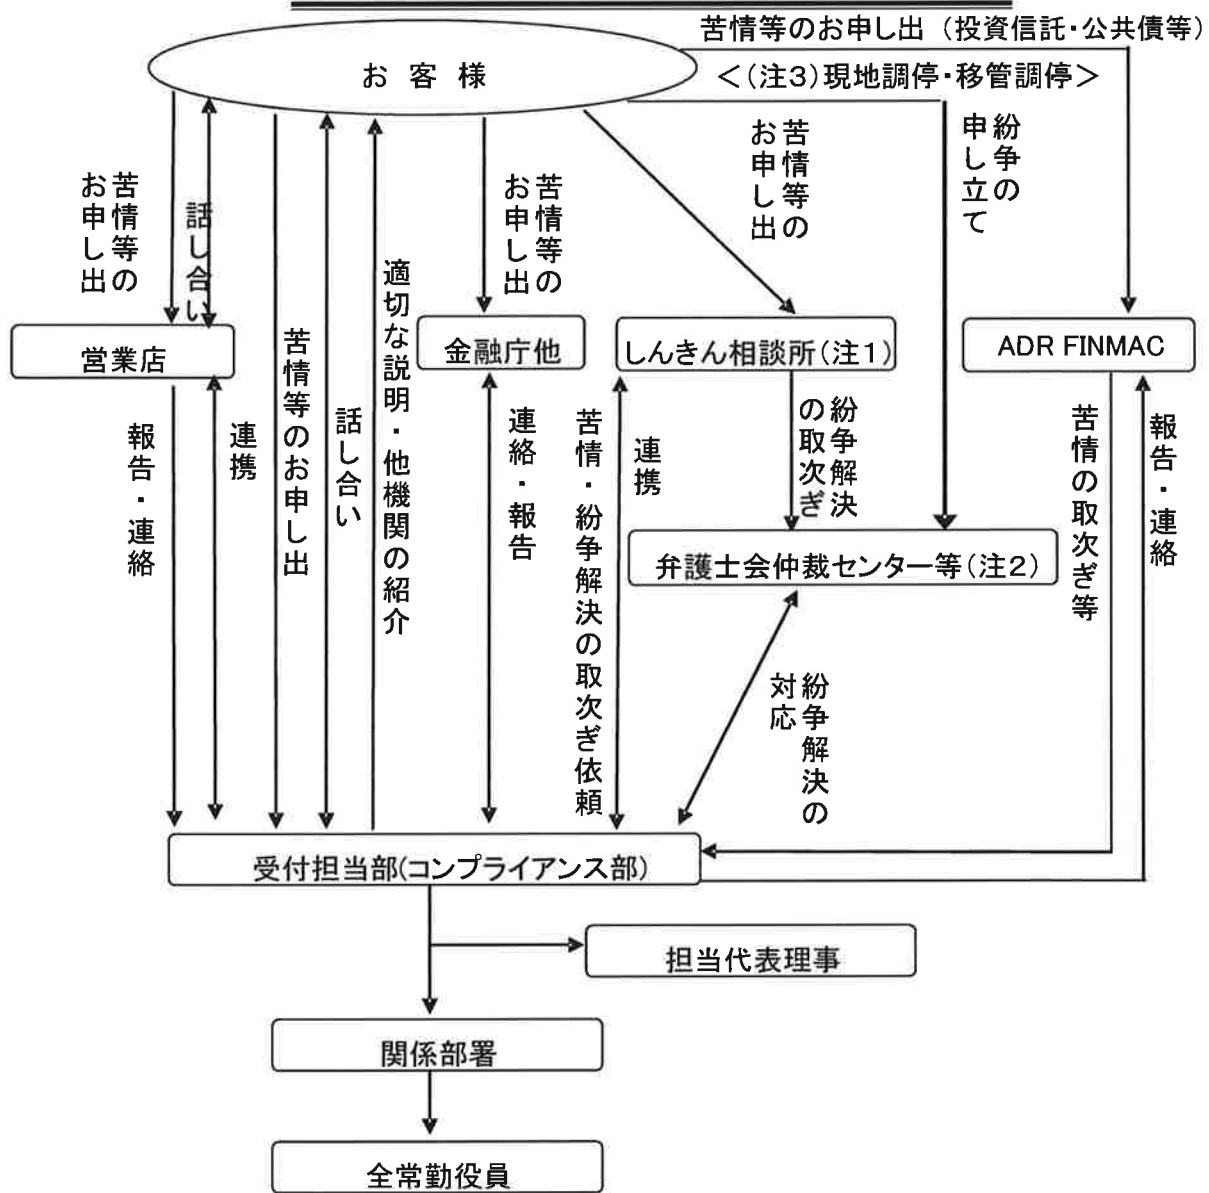 苦情等のお申し出（投資信託・公共債等）
お客様
＜(注３)現地調停・移管調停＞
苦情等の
お申し出
話し合い
苦情等の
お申し出
苦情等の
お申し出
紛争の
申し立て
営業店
金融庁他
しんきん相談所(注１)
ADR FINMAC
報告・連絡
連携
苦情等のお申し出
話し合い
適切な説明・他機関の紹介
連絡・報告
苦情・紛争解決の取次ぎ依頼
連携
紛争解決
の取次ぎ
苦情の取次ぎ等
報告・連絡
弁護士会仲裁センター等(注２)
紛争解決の
対応
受付担当部(コンプライアンス部)
担当代表理事
関係部署
全常勤役員